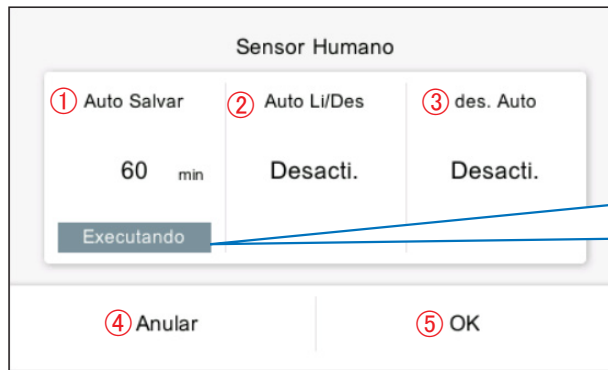 Sensor Humano
① Auto Salvar
② Auto Li/Des
③ des. Auto
60 min
Desacti.
Desacti.
Executando
④ Anular
⑤ OK